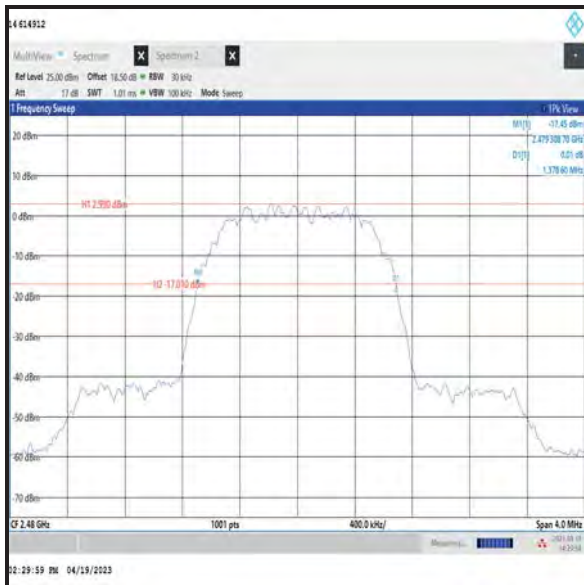 14 614912
MultiView Spectrum X Spectrum 2 X
Ref Level 25.00 dBm Offset 18.50 dB RBW 30 kHz
Att 17 dB SWT 1.01 ms VBW 100 kHz Mode Sweep
1 Frequency Sweep 1Pk View
M1[1] -17.45 dBm
2.479 308 70 GHz
20 dBm
D1[1] 0.01 dB
1.378 60 MHz
10 dBm
H1 2.990 dBm
0 dBm
-10 dBm
H2 -17.010 dBm
-20 dBm
-30 dBm
-40 dBm
-50 dBm
-60 dBm
-70 dBm
CF 2.48 GHz 1001 pts 400.0 kHz/ Span 4.0 MHz
Measuring...
02:29:59 PM 04/19/2023